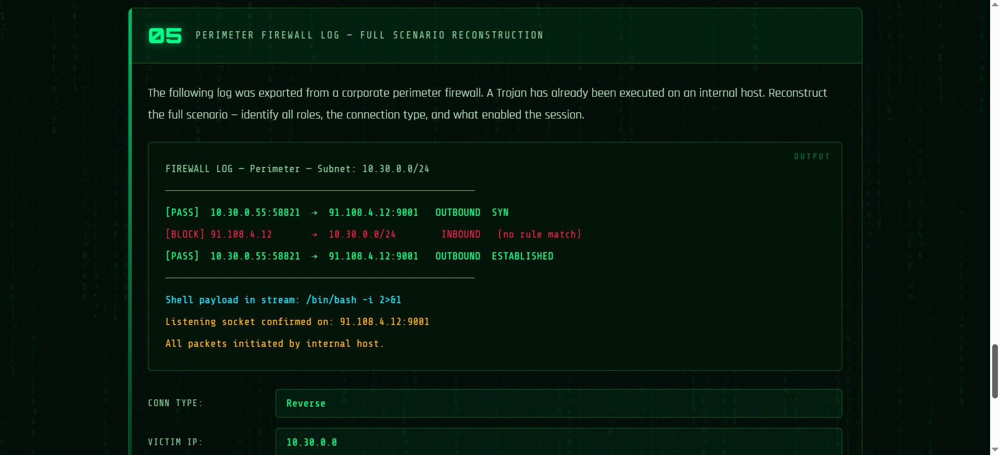 05 PERIMETER FIREWALL LOG — FULL SCENARIO RECONSTRUCTION
The following log was exported from a corporate perimeter firewall. A Trojan has already been executed on an internal host. Reconstruct
the full scenario — identify all roles, the connection type, and what enabled the session.
OUTPUT
FIREWALL LOG — Perimeter — Subnet: 10.30.0.0/24
[PASS] 10.30.0.55:58821 → 91.108.4.12:9001 OUTBOUND SYN
[BLOCK] 91.108.4.12 → 10.30.0.0/24 INBOUND (no rule match)
[PASS] 10.30.0.55:58821 → 91.108.4.12:9001 OUTBOUND ESTABLISHED
Shell payload in stream: /bin/bash -i 2>&1
Listening socket confirmed on: 91.108.4.12:9001
All packets initiated by internal host.
CONN TYPE: Reverse
VICTIM IP: 10.30.0.0